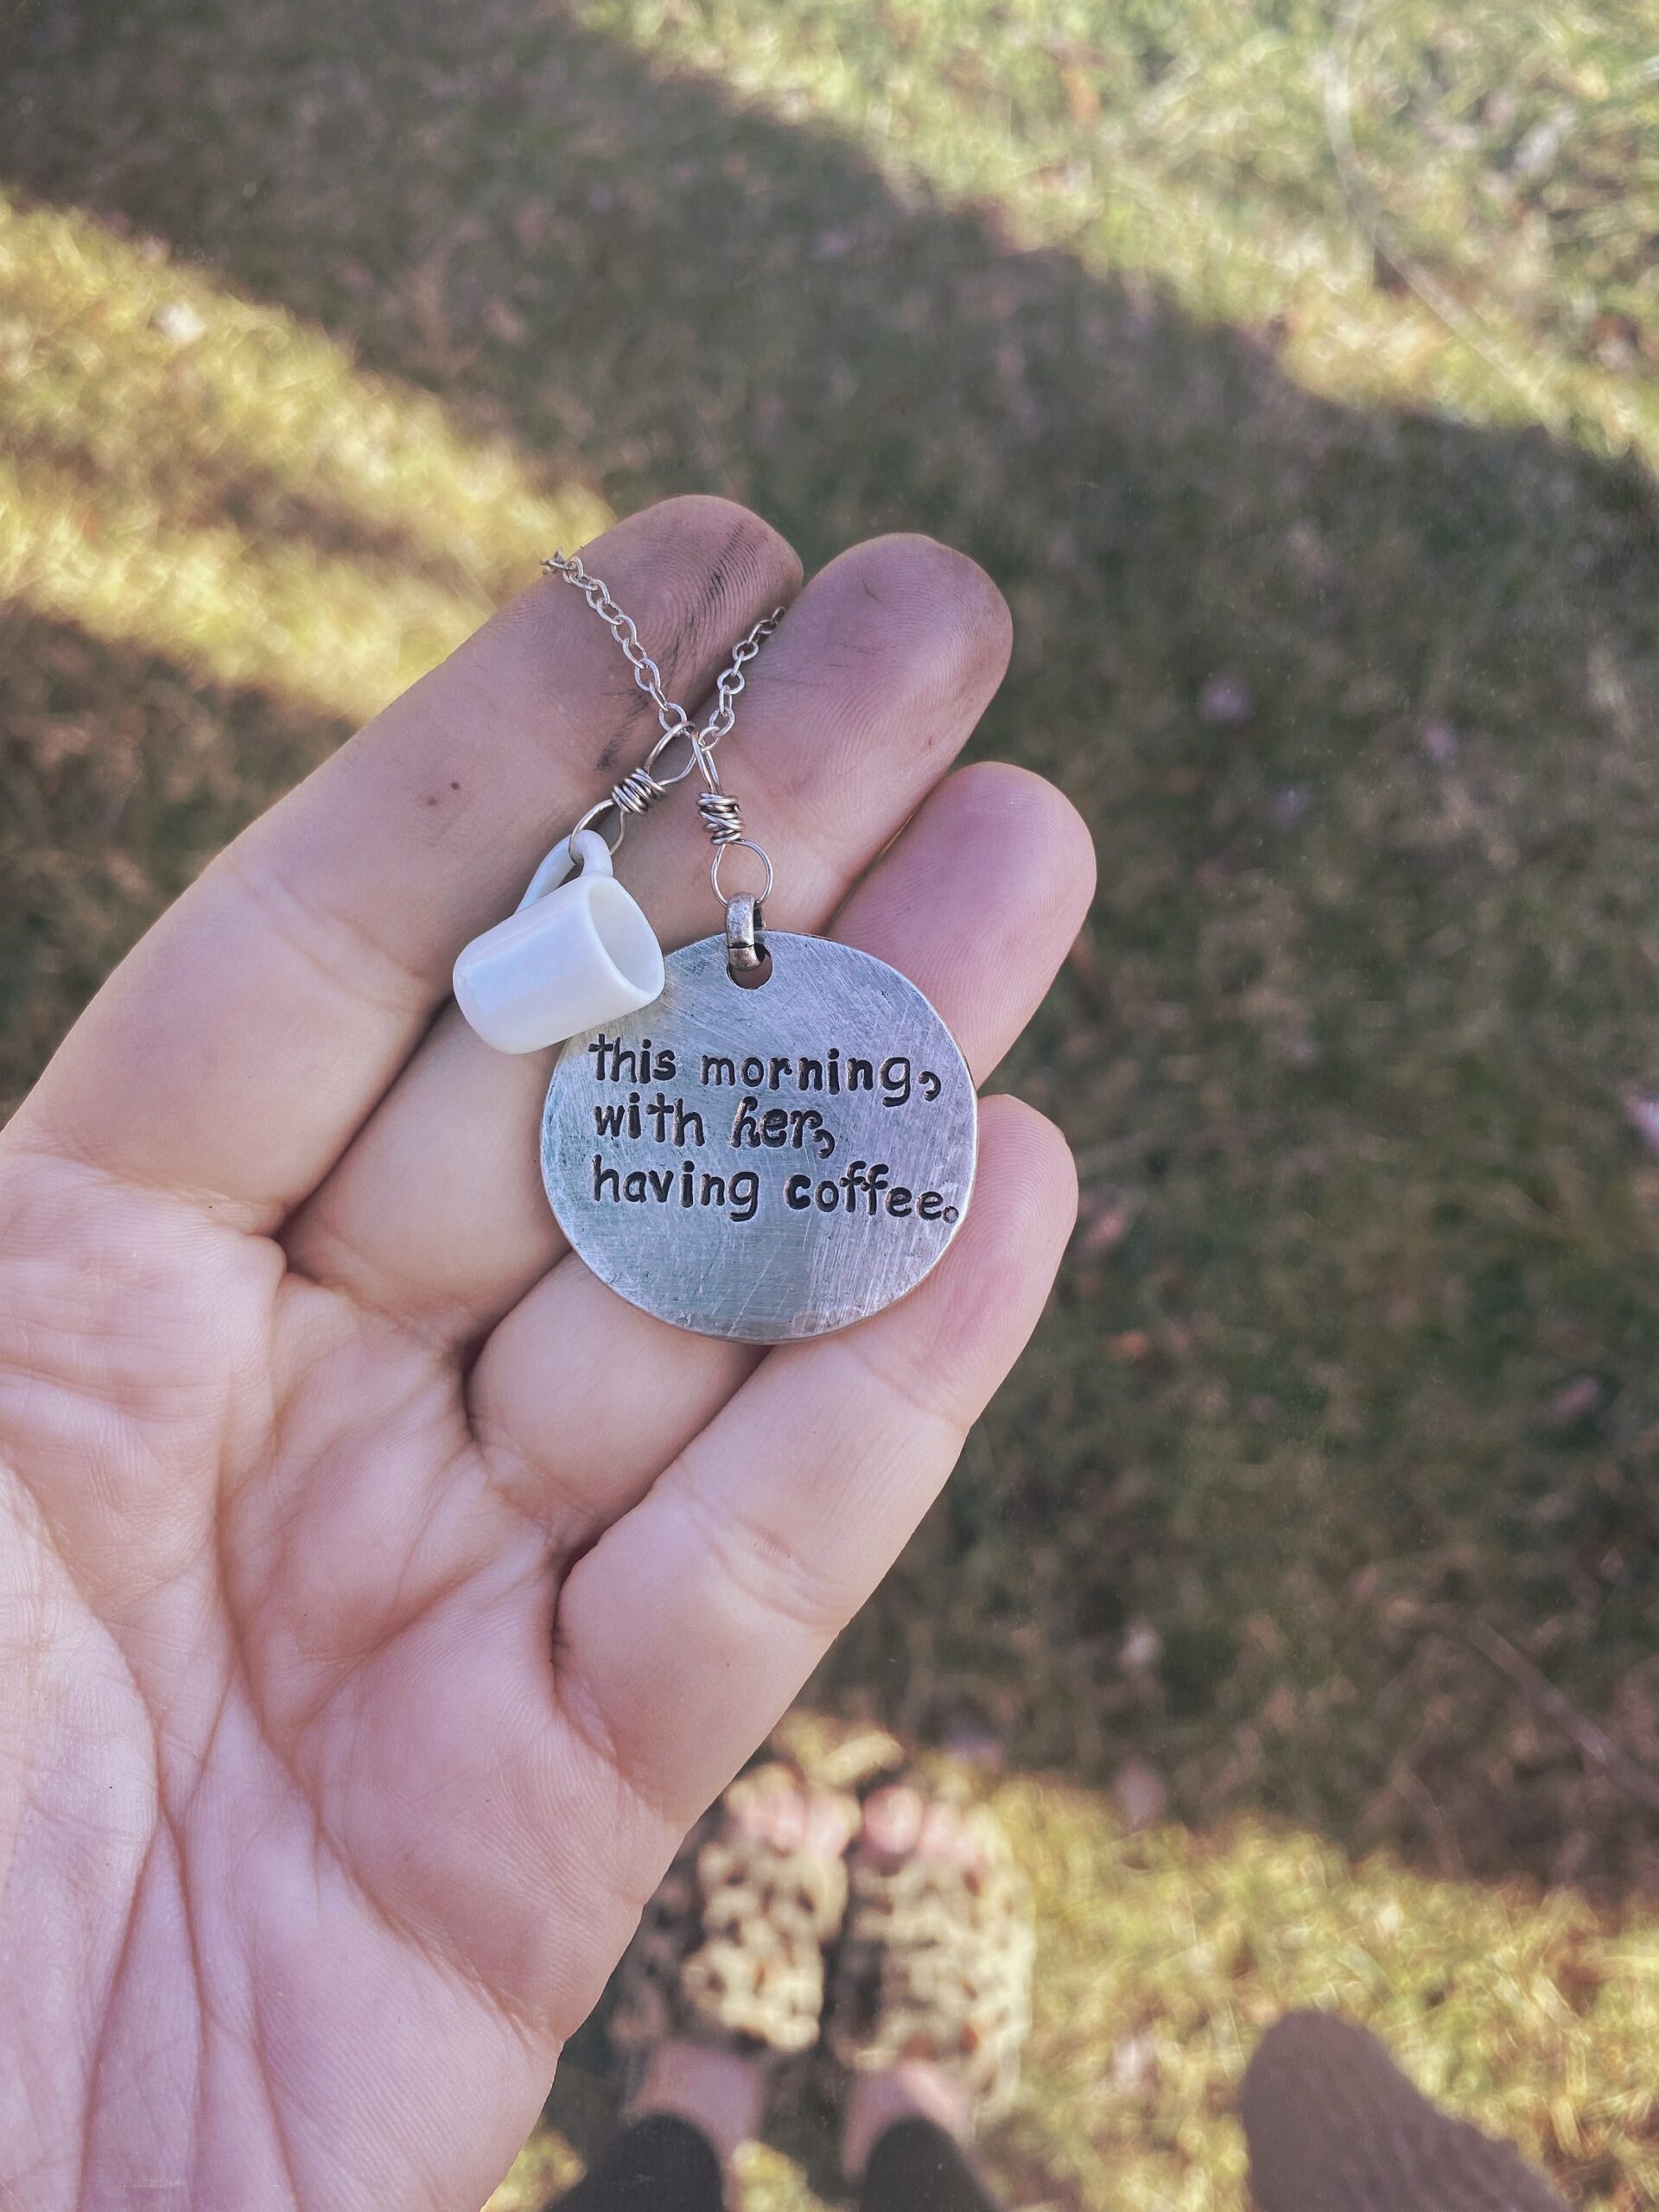 this morning,
with her,
having coffee.